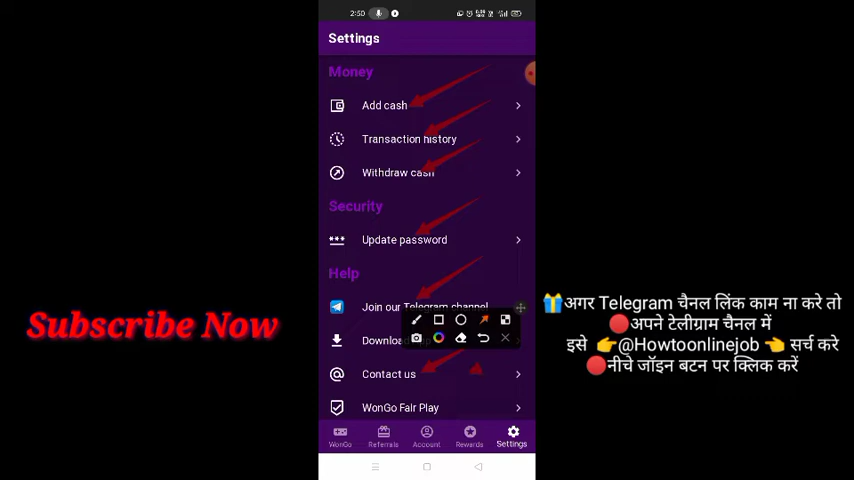 2:50
Settings
Money
Add cash
Transaction history
Withdraw cash
Security
Update password
Help
Join our Telegram channel
Contact us
WonGo Fair Play
WonGo Referrals Account Rewards Settings
Subscribe Now
🎁अगर Telegram चैनल लिंक काम ना करे तो
🔴अपने टेलीग्राम चैनल में
इसे 👉@Howtoonlinejob 👈 सर्च करे
🔴नीचे जॉइन बटन पर क्लिक करें